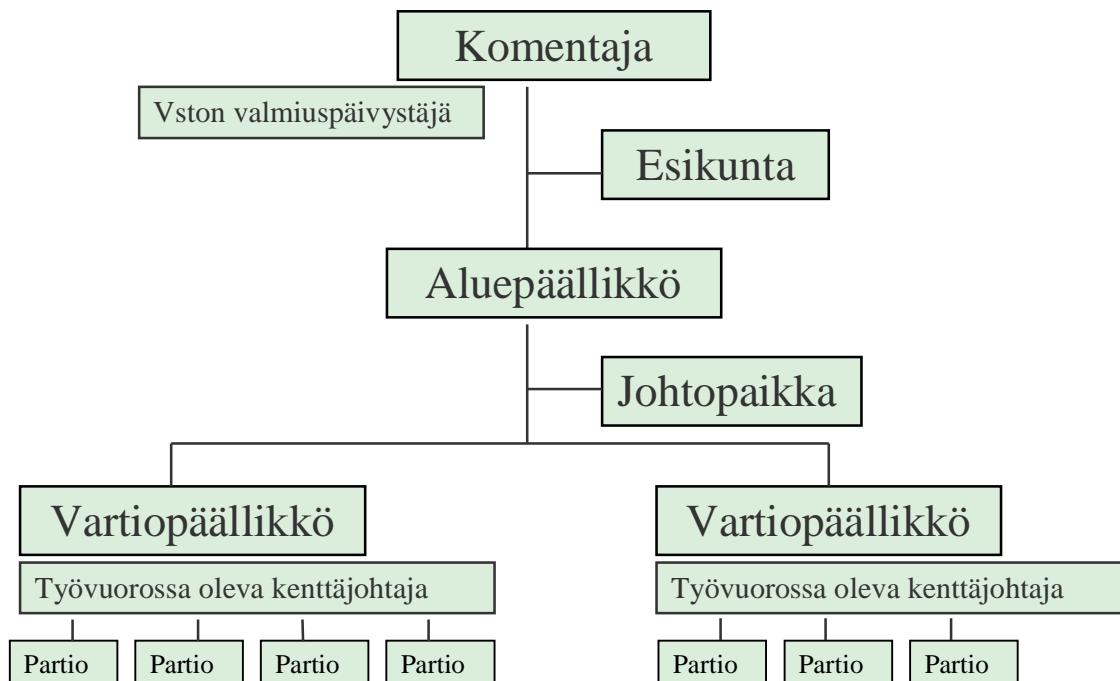 Komentaja
Vston valmiuspäivystäjä
Esikunta
Aluepäällikkö
Johtopaikka
Vartiopäällikkö
Vartiopäällikkö
Työvuorossa oleva kenttäjohtaja
Työvuorossa oleva kenttäjohtaja
Partio
Partio
Partio
Partio
Partio
Partio
Partio